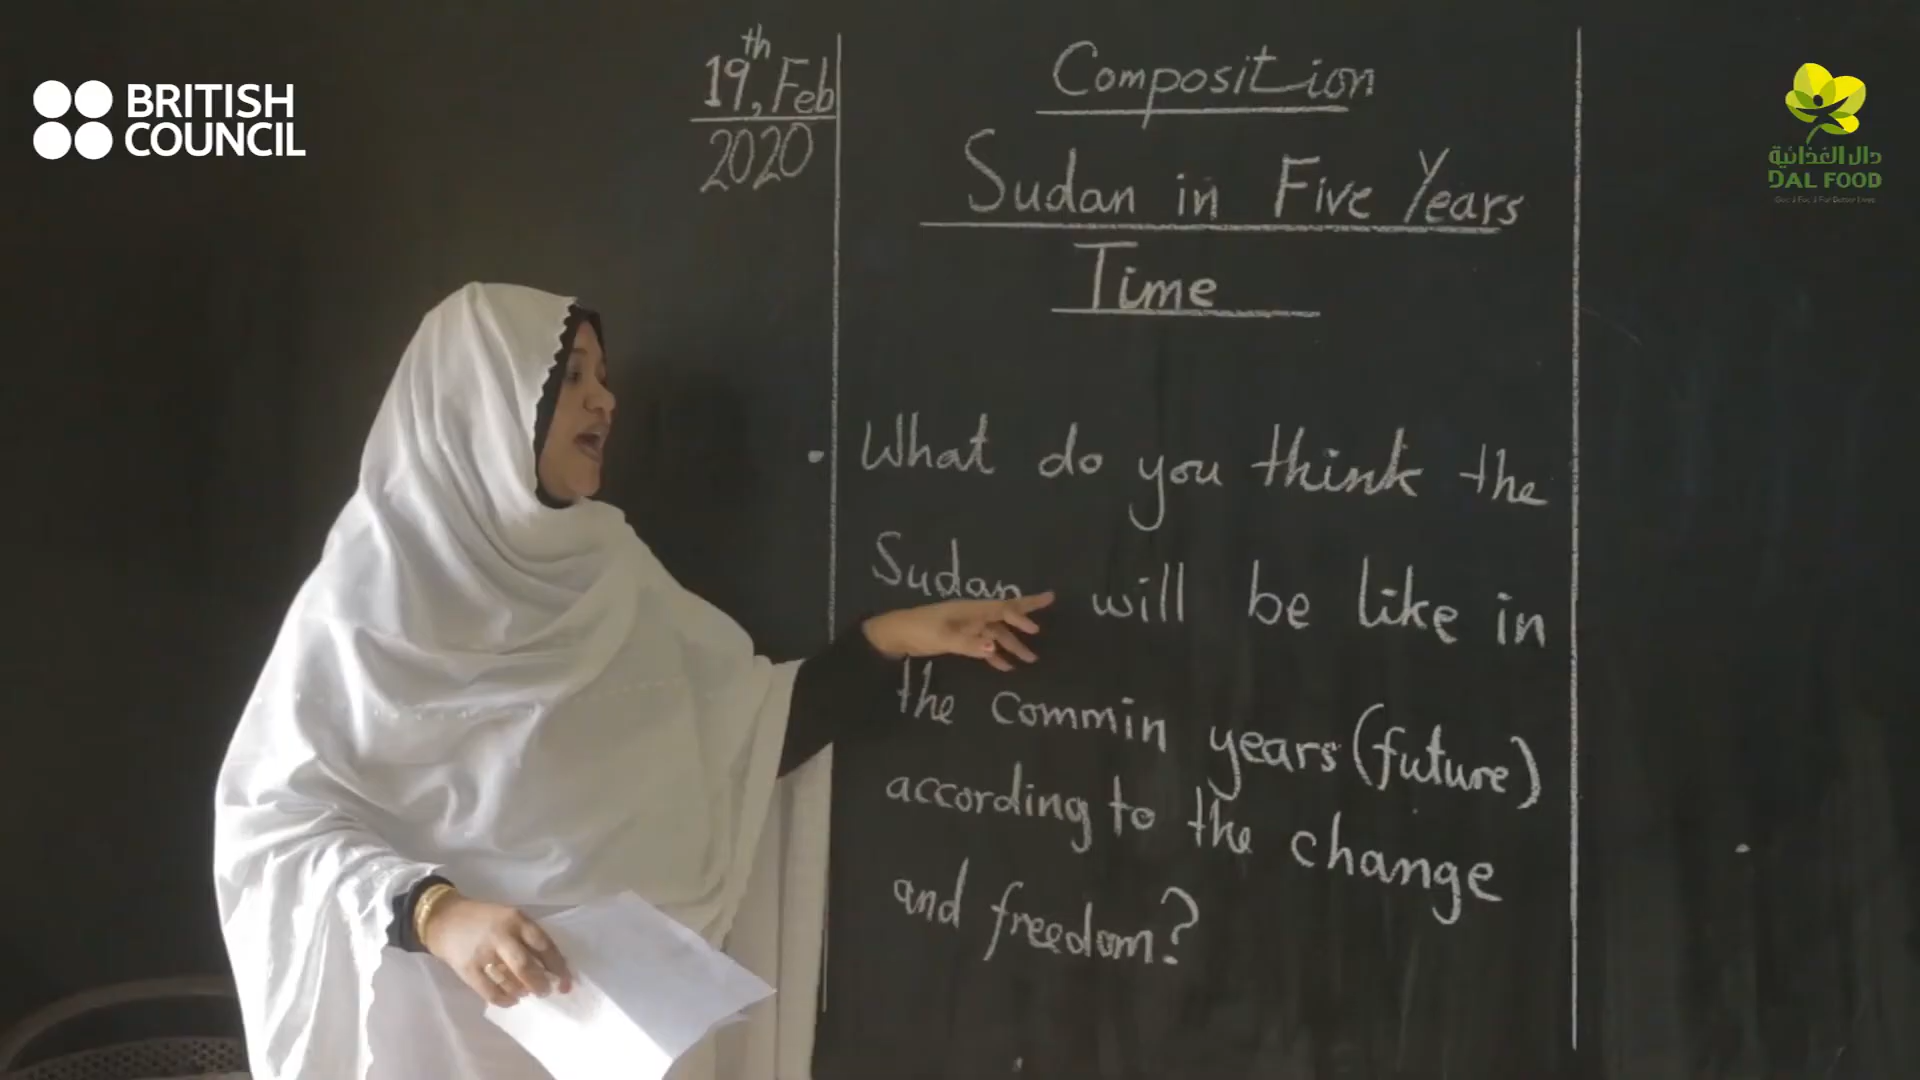 BRITISH
COUNCIL
19th, Feb
2020
Composition
Sudan in Five Years
Time
دال الغذائية
DAL FOOD
• What do you think the
Sudan will be like in
the commin years (future)
according to the change
and freedom?